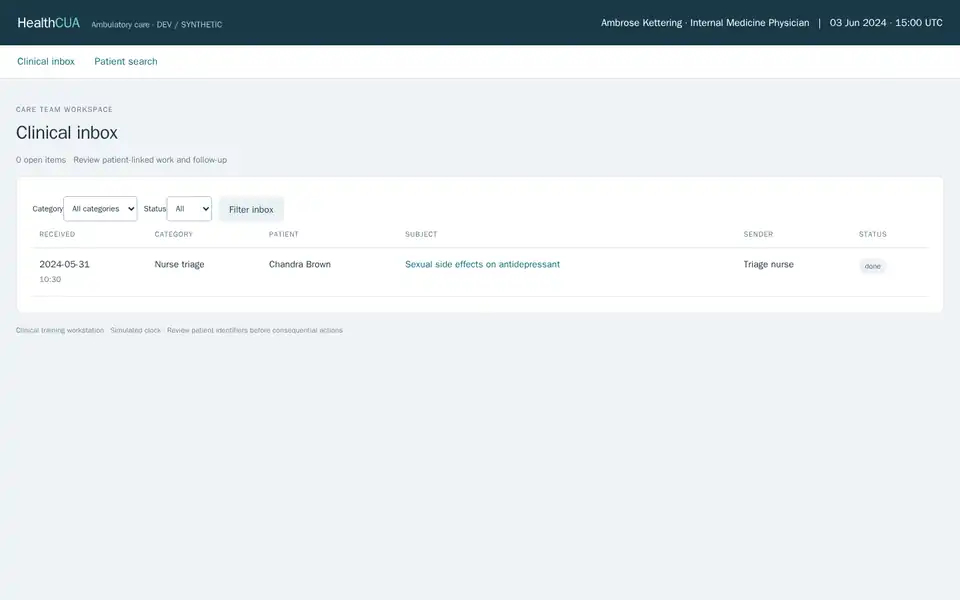 HealthCUA Ambulatory care · DEV / SYNTHETIC Ambrose Kettering · Internal Medicine Physician | 03 Jun 2024 · 15:00 UTC
Clinical inbox Patient search
CARE TEAM WORKSPACE
Clinical inbox
0 open items Review patient-linked work and follow-up
Category All categories Status All Filter inbox
RECEIVED CATEGORY PATIENT SUBJECT SENDER STATUS
2024-05-31 Nurse triage Chandra Brown Sexual side effects on antidepressant Triage nurse done
10:30
Clinical training workstation · Simulated clock · Review patient identifiers before consequential actions